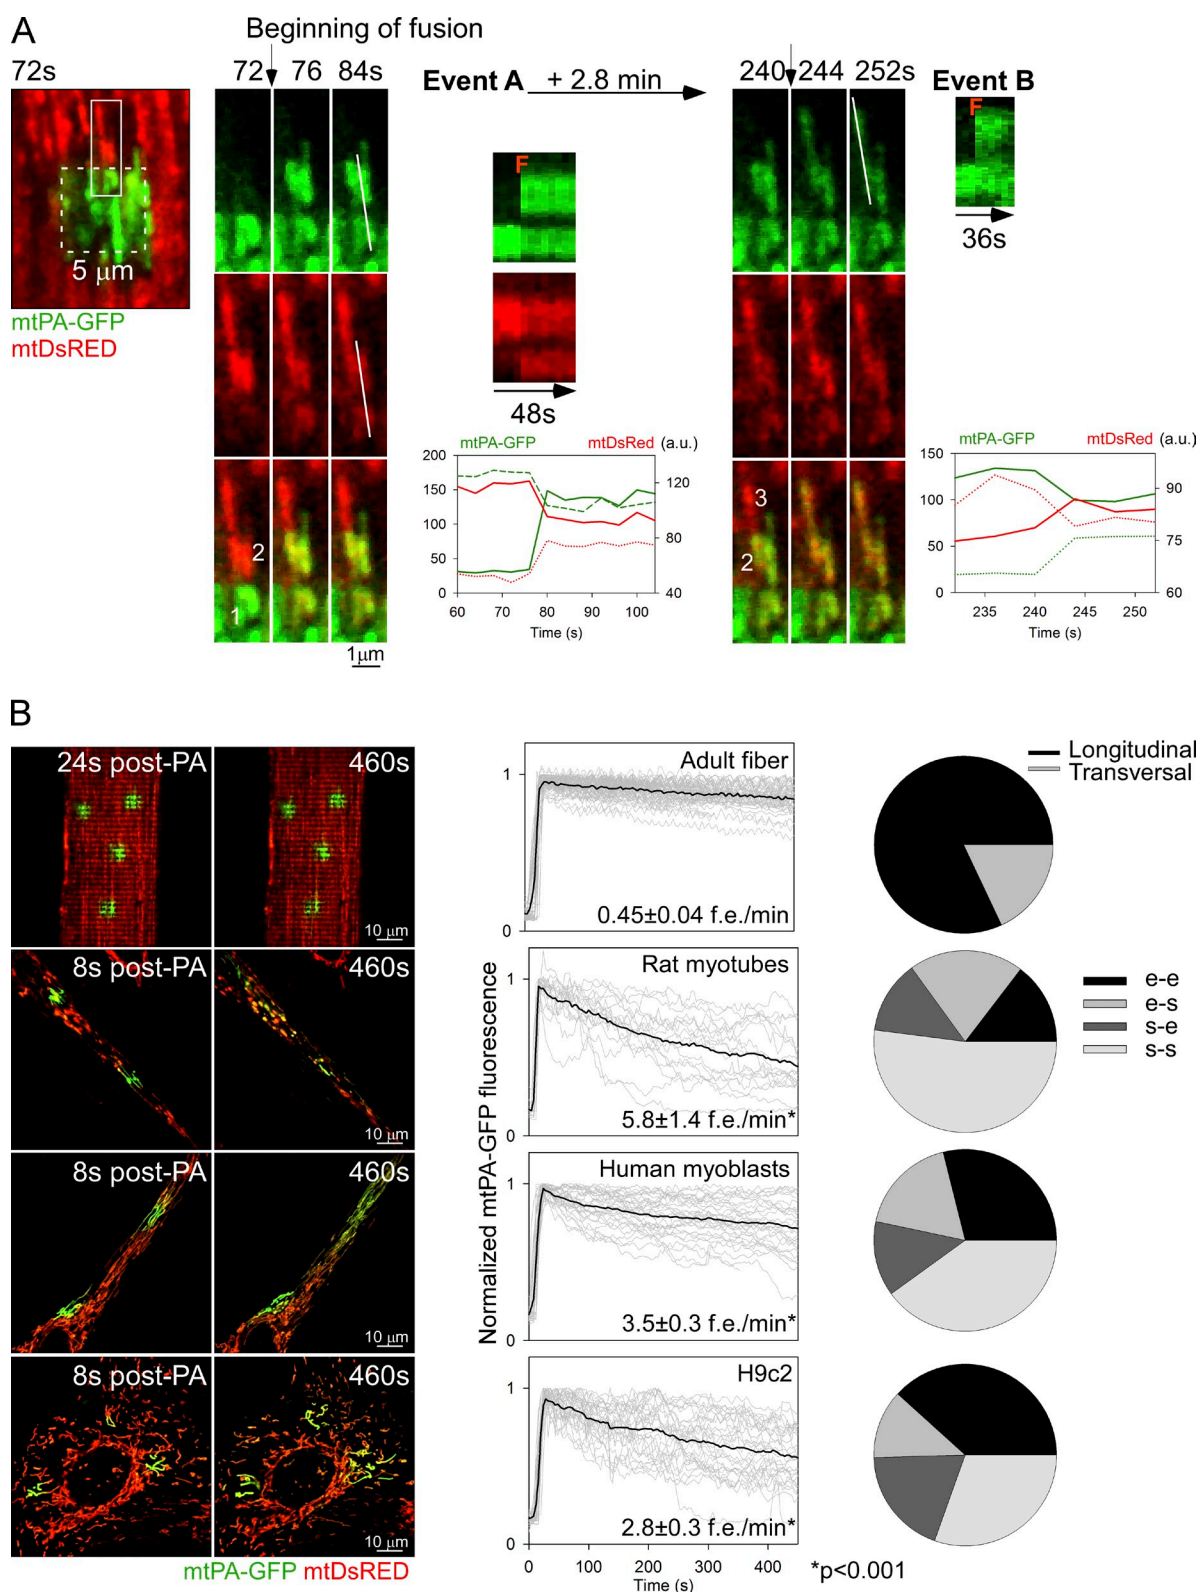 A
Beginning of fusion
72s
72 76 84s
Event A + 2.8 min
240 244 252s
Event B
F
F
5 μm
36s
mtPA-GFP
mtDsRED
48s
mtPA-GFP mtDsRed (a.u.)
200
150
100
50
0
120
80
40
60 70 80 90 100
Time (s)
mtPA-GFP mtDsRed (a.u.)
150
100
50
0
90
75
60
235 240 245 250
Time (s)
2
1
3
2
1μm
B
24s post-PA 460s
10 μm
8s post-PA 460s
10 μm
8s post-PA 460s
10 μm
8s post-PA 460s
10 μm
mtPA-GFP mtDsRED
Normalized mtPA-GFP fluorescence
1
0
Adult fiber
0.45±0.04 f.e./min
1
0
Rat myotubes
5.8±1.4 f.e./min*
1
0
Human myoblasts
3.5±0.3 f.e./min*
1
0
H9c2
2.8±0.3 f.e./min*
0 100 200 300 400
Time (s)
*p<0.001
Longitudinal
Transversal
e-e
e-s
s-e
s-s